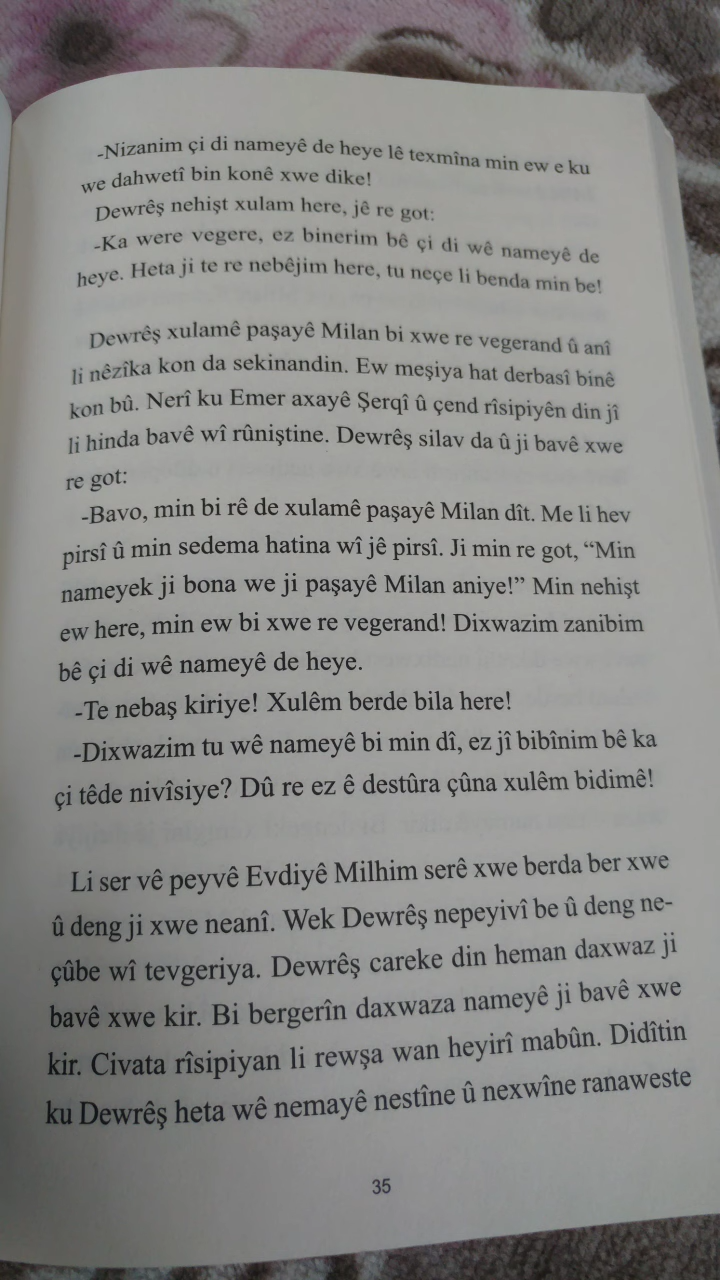 -Nizanim çi di nameyê de heye lê texmîna min ew e ku
we dahwetî bin konê xwe dike!
Dewrêş nehişt xulam here, jê re got:
-Ka were vegere, ez binerim bê çi di wê nameyê de
heye. Heta ji te re nebêjim here, tu neçe li benda min be!
Dewrêş xulamê paşayê Milan bi xwe re vegerand û anî
li nêzîka kon da sekinandin. Ew meşiya hat derbasî binê
kon bû. Nerî ku Emer axayê Şerqî û çend rîsipiyên din jî
li hinda bavê wî rûniştine. Dewrêş silav da û ji bavê xwe
re got:
-Bavo, min bi rê de xulamê paşayê Milan dît. Me li hev
pirsî û min sedema hatina wî jê pirsî. Ji min re got, “Min
nameyek ji bona we ji paşayê Milan aniye!” Min nehişt
ew here, min ew bi xwe re vegerand! Dixwazim zanibim
bê çi di wê nameyê de heye.
-Te nebaş kiriye! Xulêm berde bila here!
-Dixwazim tu wê nameyê bi min dî, ez jî bibînim bê ka
çi têde nivîsiye? Dû re ez ê destûra çûna xulêm bidimê!
Li ser vê peyvê Evdiyê Milhim serê xwe berda ber xwe
û deng ji xwe neanî. Wek Dewrêş nepeyivî be û deng ne-
çûbe wî tevgeriya. Dewrêş careke din heman daxwaz ji
bavê xwe kir. Bi bergerîn daxwaza nameyê ji bavê xwe
kir. Civata rîsipiyan li rewşa wan heyirî mabûn. Didîtin
ku Dewrêş heta wê nemayê nestîne û nexwîne ranaweste
35